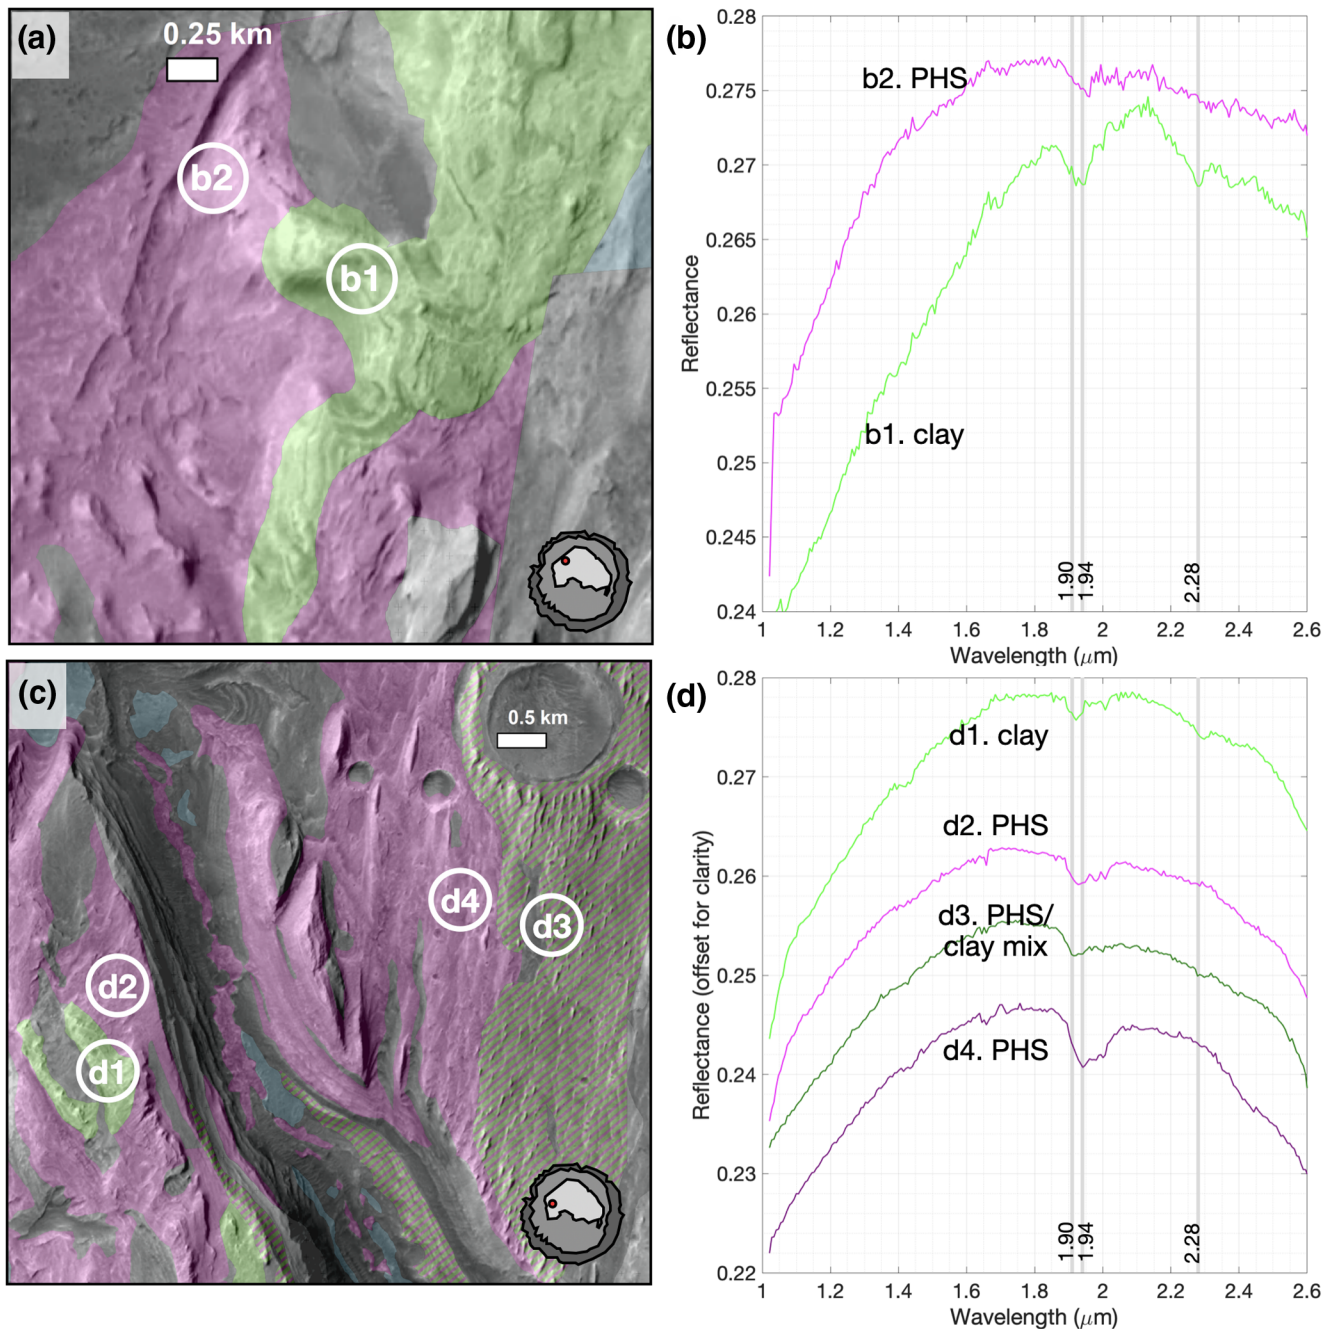 (a)
0.25 km
b2
b1
(b)
0.28
0.275
0.27
0.265
0.26
0.255
0.25
0.245
0.24
Reflectance
b2. PHS
b1. clay
1.90
1.94
2.28
1
1.2
1.4
1.6
1.8
2
2.2
2.4
2.6
Wavelength (μm)
(c)
0.5 km
d4
d3
d2
d1
(d)
0.28
0.27
0.26
0.25
0.24
0.23
0.22
Reflectance (offset for clarity)
d1. clay
d2. PHS
d3. PHS/
clay mix
d4. PHS
1.90
1.94
2.28
1
1.2
1.4
1.6
1.8
2
2.2
2.4
2.6
Wavelength (μm)